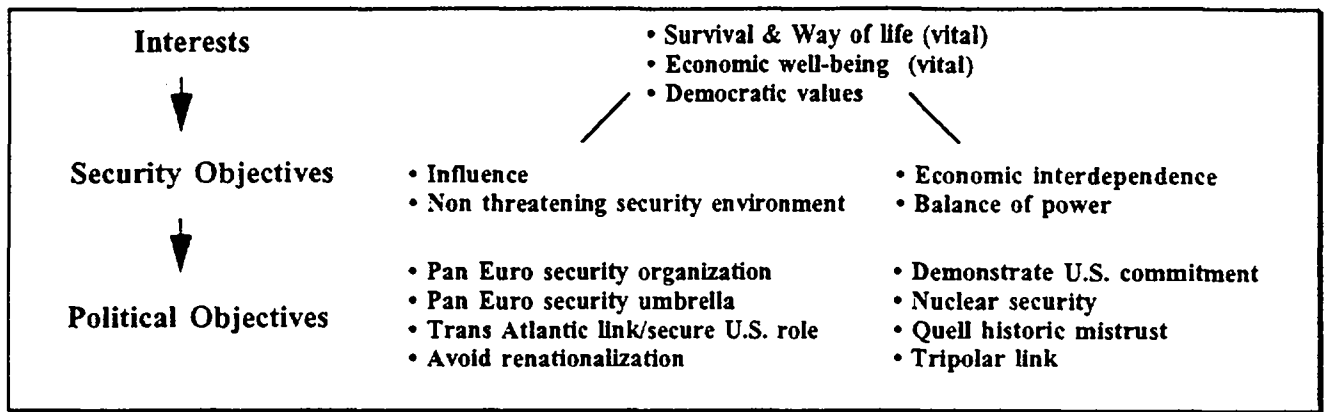 Interests
• Survival & Way of life (vital)
• Economic well-being (vital)
• Democratic values
Security Objectives
• Influence
• Non threatening security environment
• Economic interdependence
• Balance of power
Political Objectives
• Pan Euro security organization
• Pan Euro security umbrella
• Trans Atlantic link/secure U.S. role
• Avoid renationalization
• Demonstrate U.S. commitment
• Nuclear security
• Quell historic mistrust
• Tripolar link